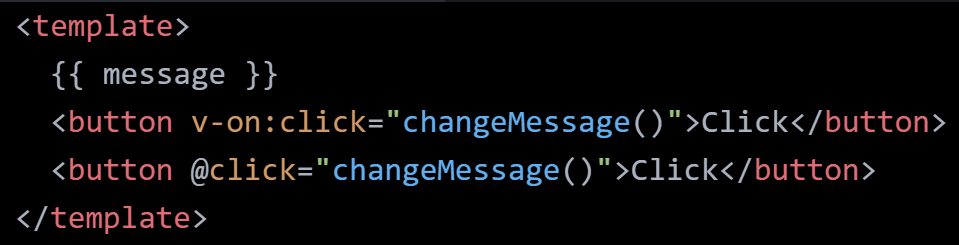 <template>
  {{ message }}
  <button v-on:click="changeMessage()">Click</button>
  <button @click="changeMessage()">Click</button>
</template>